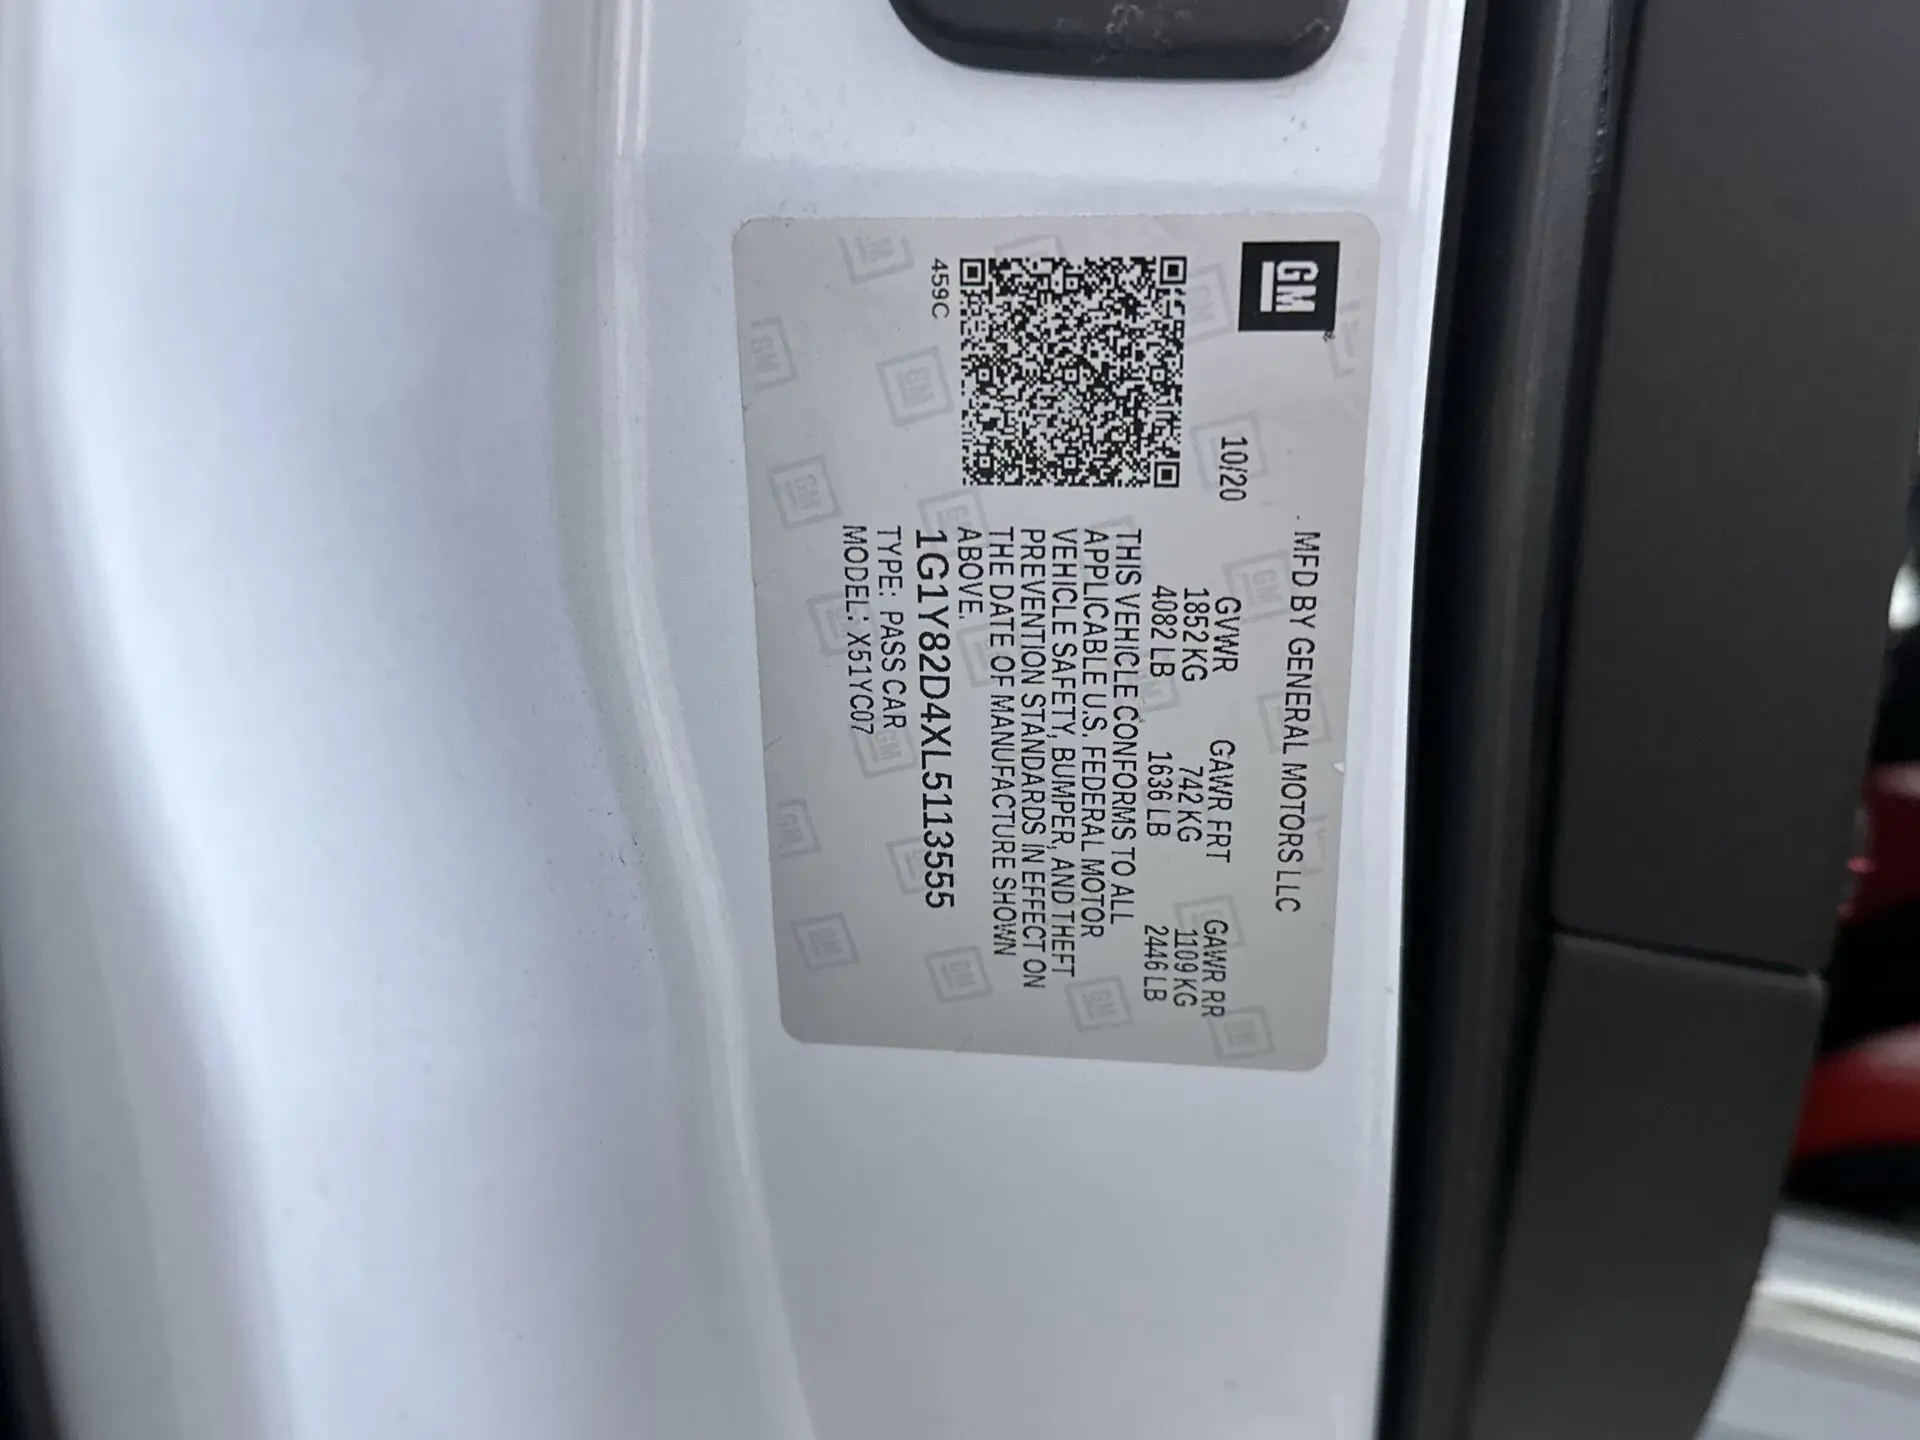 GM
MFD BY GENERAL MOTORS LLC
10/20
GVWR GAWR FRT GAWR RR
1852 KG 742 KG 1109 KG
4082 LB 1636 LB 2446 LB
THIS VEHICLE CONFORMS TO ALL
APPLICABLE U.S. FEDERAL MOTOR
VEHICLE SAFETY, BUMPER, AND THEFT
PREVENTION STANDARDS IN EFFECT ON
THE DATE OF MANUFACTURE SHOWN
ABOVE.
459C
1G1Y82D4XL5113555
TYPE: PASS CAR
MODEL: X51YC07